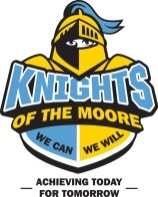 KNIGHTS
OF THE MOORE
WE CAN WE WILL
ACHIEVING TODAY
FOR TOMORROW